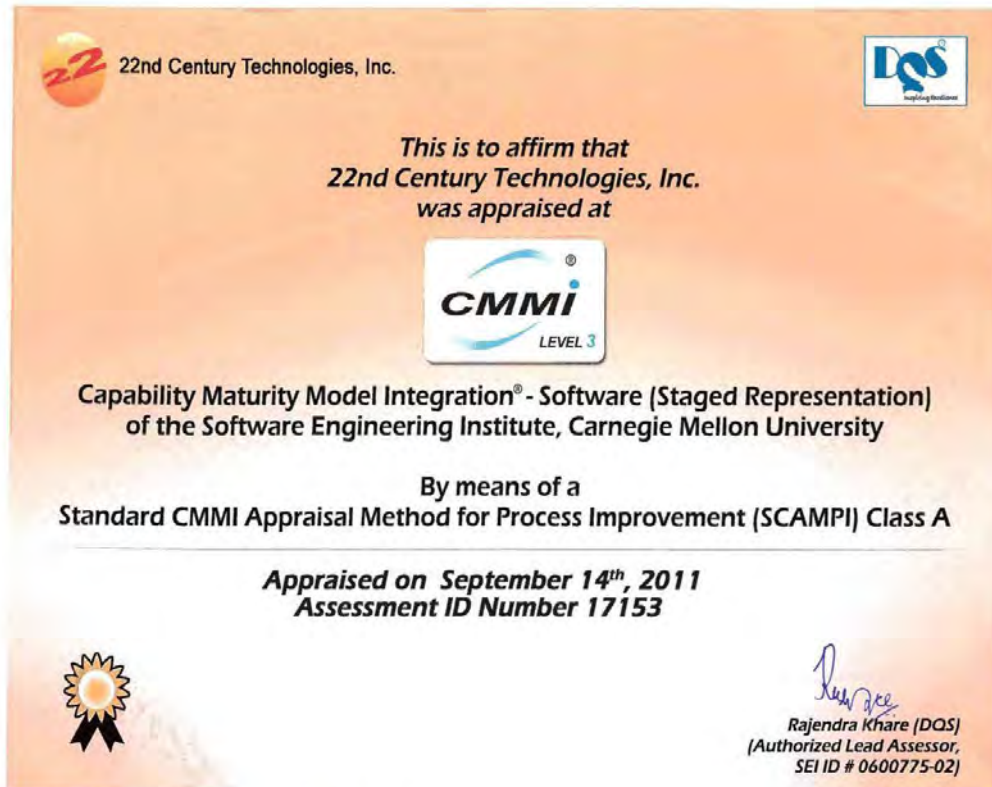 22 22nd Century Technologies, Inc.
DQS
This is to affirm that
22nd Century Technologies, Inc.
was appraised at
®
CMMi
LEVEL 3
Capability Maturity Model Integration® - Software (Staged Representation)
of the Software Engineering Institute, Carnegie Mellon University
By means of a
Standard CMMI Appraisal Method for Process Improvement (SCAMPI) Class A
Appraised on September 14th, 2011
Assessment ID Number 17153
Rajendra Khare (DQS)
(Authorized Lead Assessor,
SEI ID # 0600775-02)